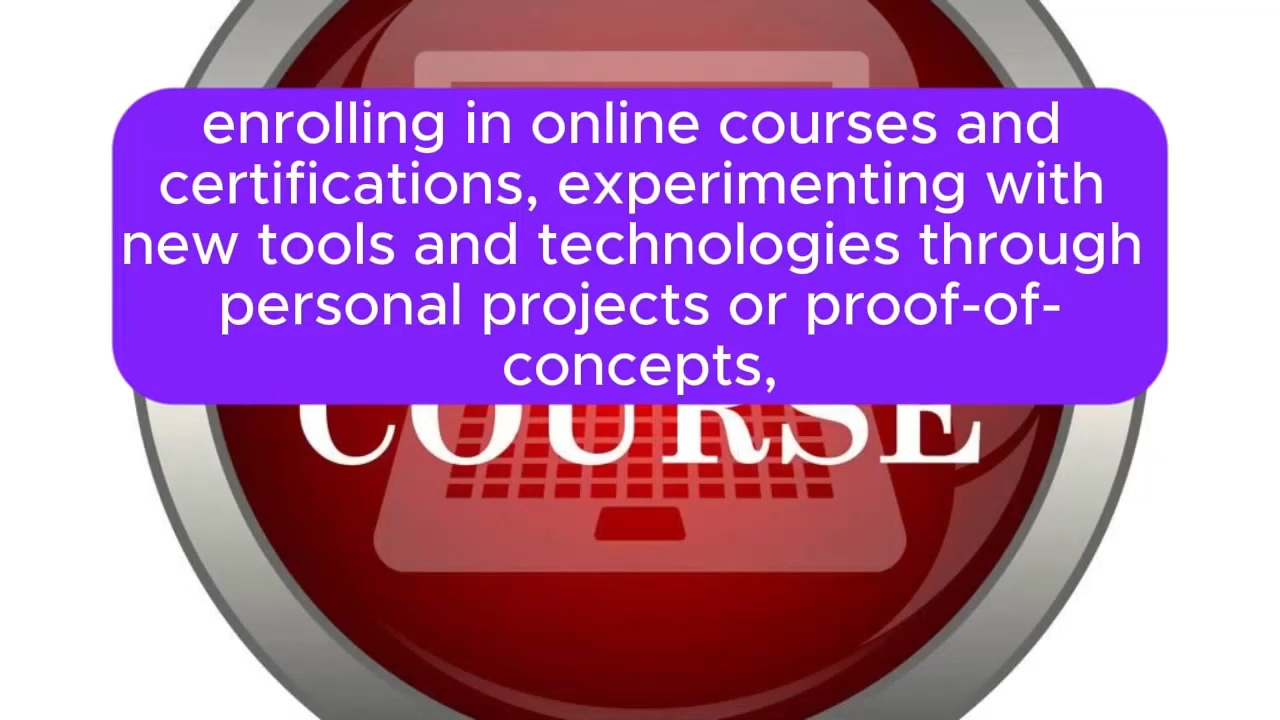 enrolling in online courses and
certifications, experimenting with
new tools and technologies through
personal projects or proof-of-
concepts,
COURSE